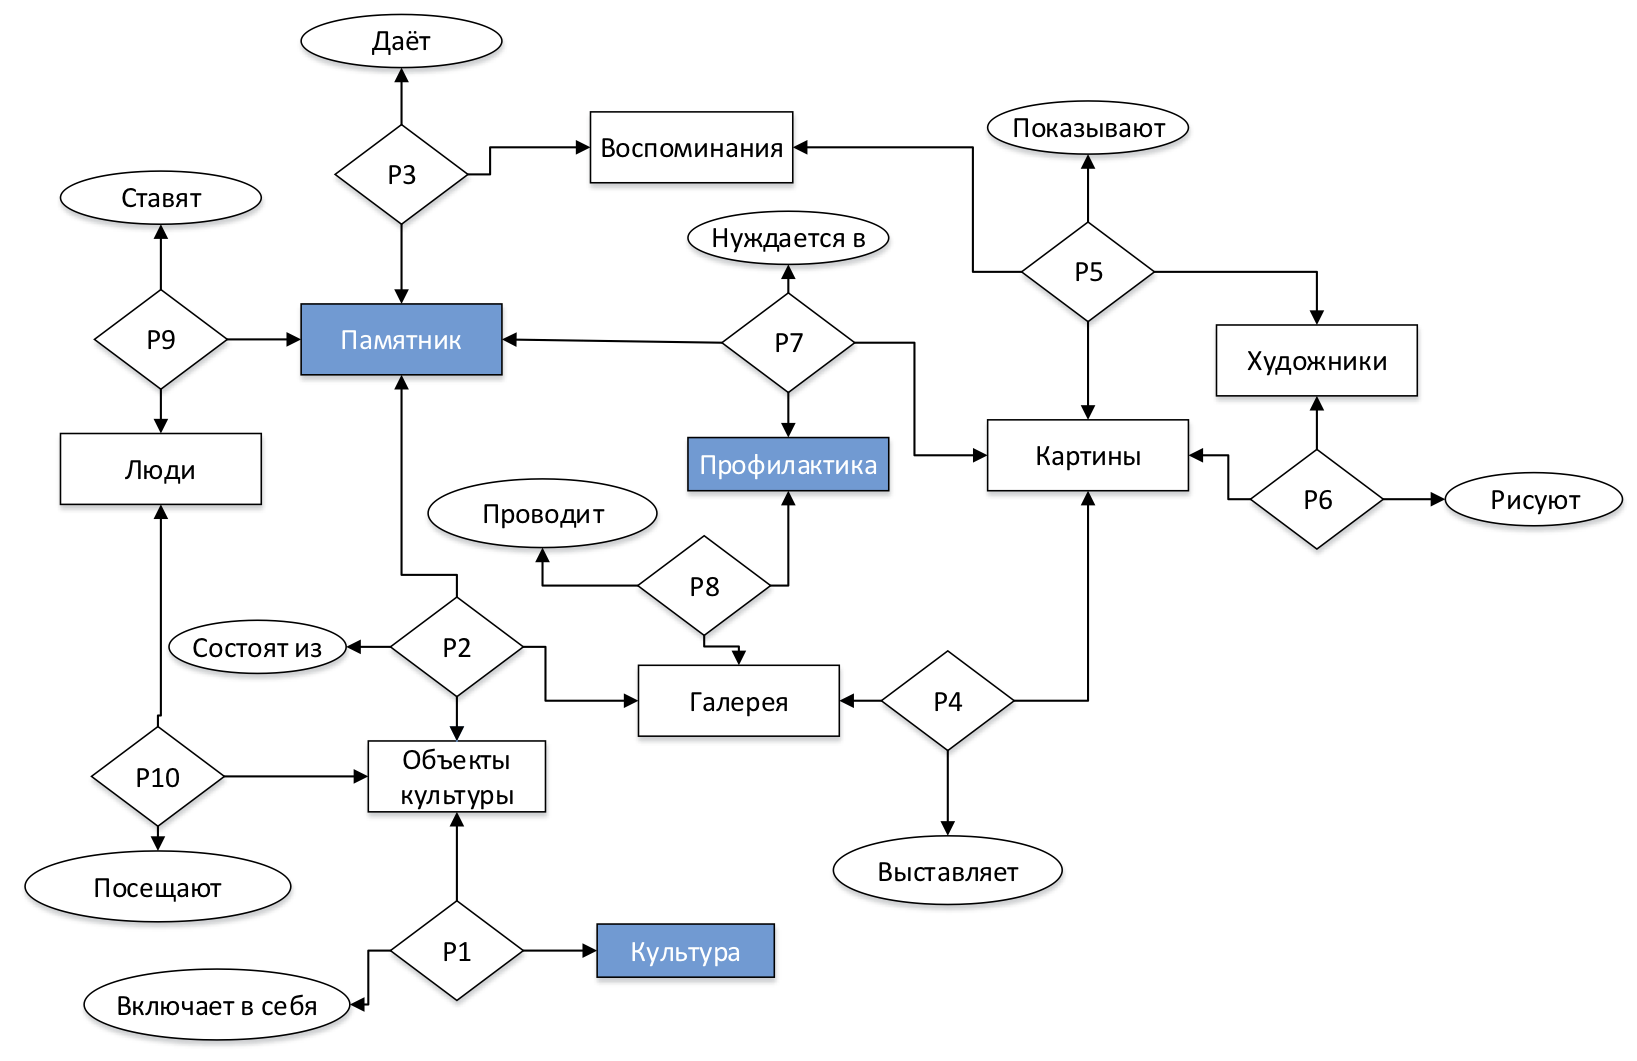 Даёт
Показывают
Воспоминания
P3
Ставят
Нуждается в
P5
P9
Памятник
P7
Художники
Люди
Профилактика
Картины
P6
Рисуют
Проводит
P8
Состоят из
P2
Галерея
P4
P10
Объекты
культуры
Посещают
Выставляет
P1
Культура
Включает в себя